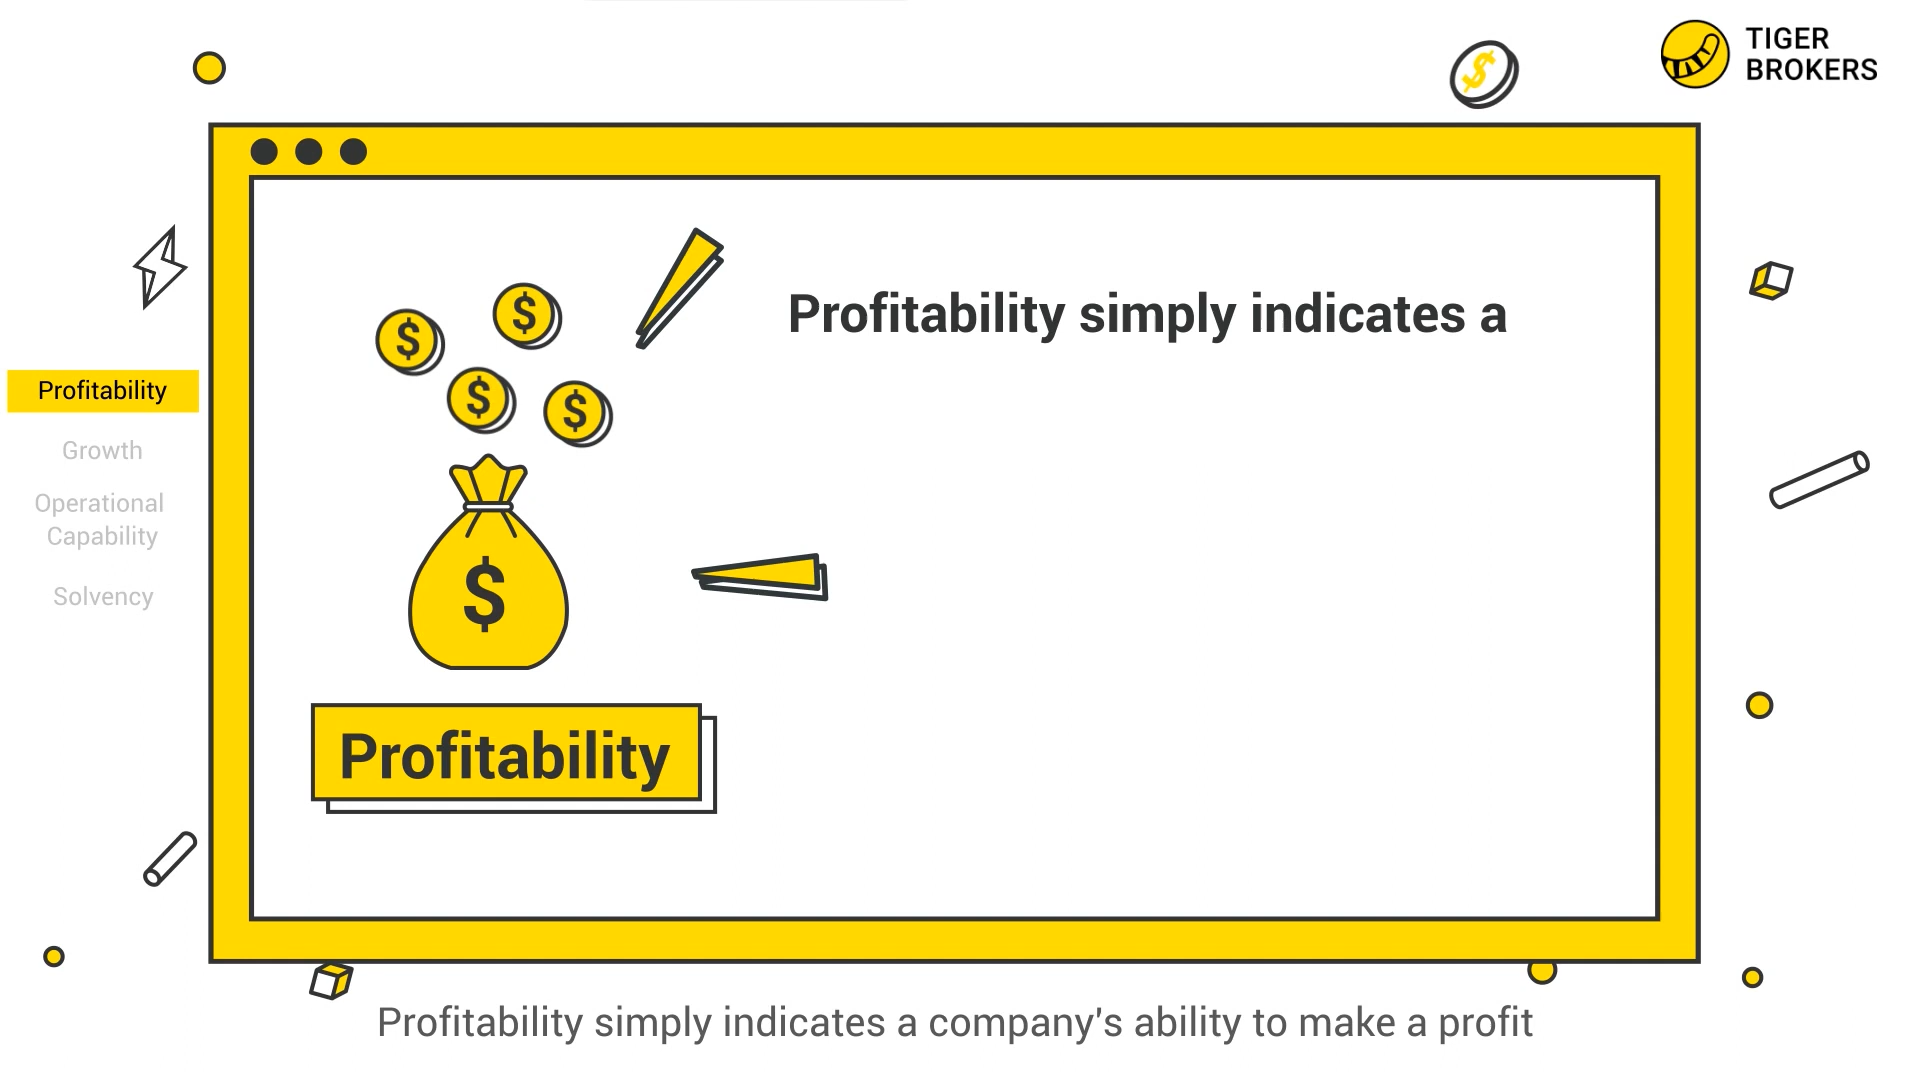 TIGER
BROKERS
Profitability simply indicates a
$
$
$
$
$
$
Profitability
Growth
Operational
Capability
Solvency
Profitability
Profitability simply indicates a company's ability to make a profit